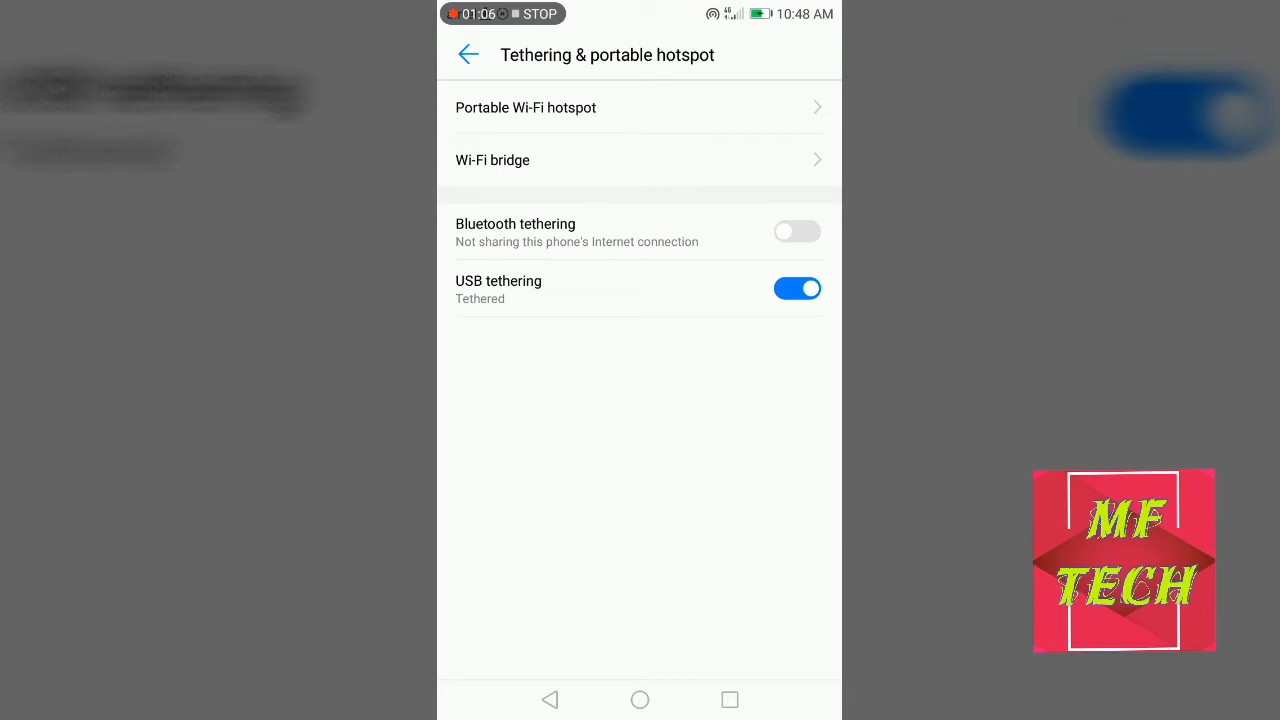 01:06 STOP 4G 10:48 AM
Tethering & portable hotspot
Portable Wi-Fi hotspot
Wi-Fi bridge
Bluetooth tethering
Not sharing this phone's Internet connection
USB tethering
Tethered
MF
TECH